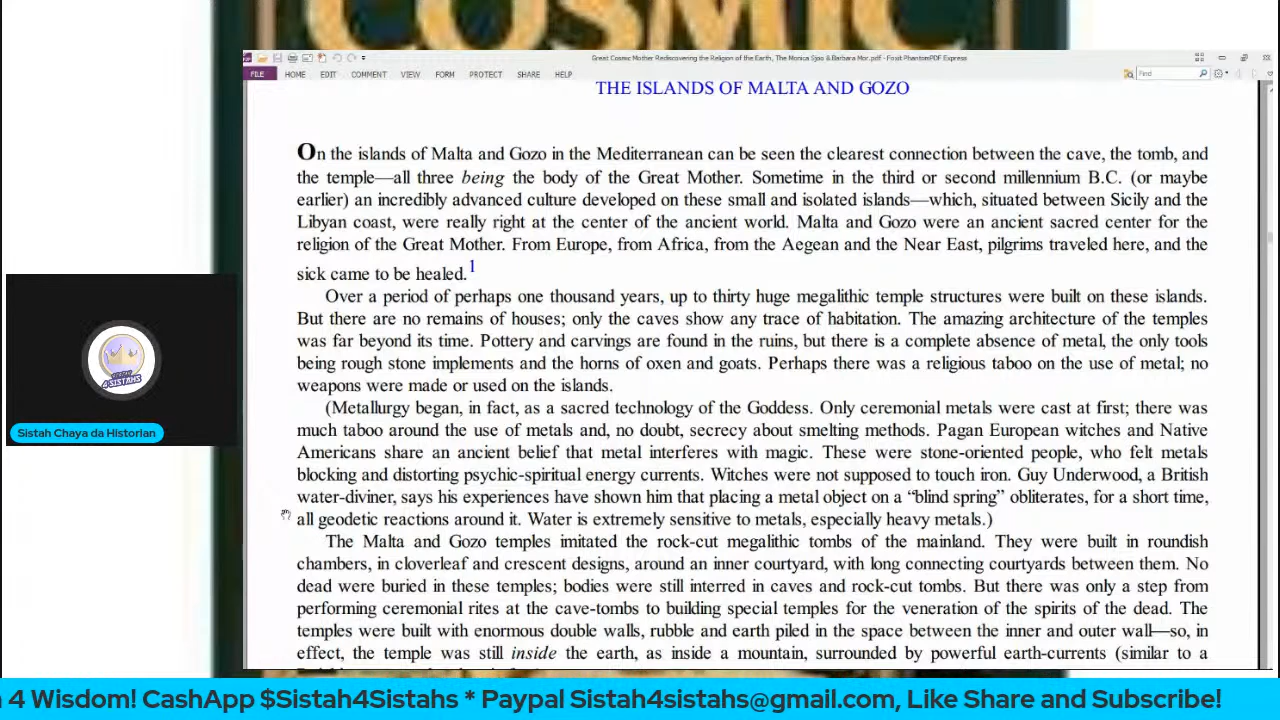 COSMIC
Great Cosmic Mother Rediscovering the Religion of the Earth, The Monica Sjoo & Barbara Mor.pdf - Foxit PhantomPDF Express
FILE HOME EDIT COMMENT VIEW FORM PROTECT SHARE HELP Find
THE ISLANDS OF MALTA AND GOZO
On the islands of Malta and Gozo in the Mediterranean can be seen the clearest connection between the cave, the tomb, and
the temple—all three being the body of the Great Mother. Sometime in the third or second millennium B.C. (or maybe
earlier) an incredibly advanced culture developed on these small and isolated islands—which, situated between Sicily and the
Libyan coast, were really right at the center of the ancient world. Malta and Gozo were an ancient sacred center for the
religion of the Great Mother. From Europe, from Africa, from the Aegean and the Near East, pilgrims traveled here, and the
sick came to be healed.1
Over a period of perhaps one thousand years, up to thirty huge megalithic temple structures were built on these islands.
But there are no remains of houses; only the caves show any trace of habitation. The amazing architecture of the temples
was far beyond its time. Pottery and carvings are found in the ruins, but there is a complete absence of metal, the only tools
being rough stone implements and the horns of oxen and goats. Perhaps there was a religious taboo on the use of metal; no
weapons were made or used on the islands.
(Metallurgy began, in fact, as a sacred technology of the Goddess. Only ceremonial metals were cast at first; there was
much taboo around the use of metals and, no doubt, secrecy about smelting methods. Pagan European witches and Native
Americans share an ancient belief that metal interferes with magic. These were stone-oriented people, who felt metals
blocking and distorting psychic-spiritual energy currents. Witches were not supposed to touch iron. Guy Underwood, a British
water-diviner, says his experiences have shown him that placing a metal object on a “blind spring” obliterates, for a short time,
all geodetic reactions around it. Water is extremely sensitive to metals, especially heavy metals.)
The Malta and Gozo temples imitated the rock-cut megalithic tombs of the mainland. They were built in roundish
chambers, in cloverleaf and crescent designs, around an inner courtyard, with long connecting courtyards between them. No
dead were buried in these temples; bodies were still interred in caves and rock-cut tombs. But there was only a step from
performing ceremonial rites at the cave-tombs to building special temples for the veneration of the spirits of the dead. The
temples were built with enormous double walls, rubble and earth piled in the space between the inner and outer wall—so, in
effect, the temple was still inside the earth, as inside a mountain, surrounded by powerful earth-currents (similar to a
4 SISTAHS
Sistah Chaya da Historian
4 Wisdom! CashApp $Sistah4Sistahs * Paypal Sistah4sistahs@gmail.com, Like Share and Subscribe!